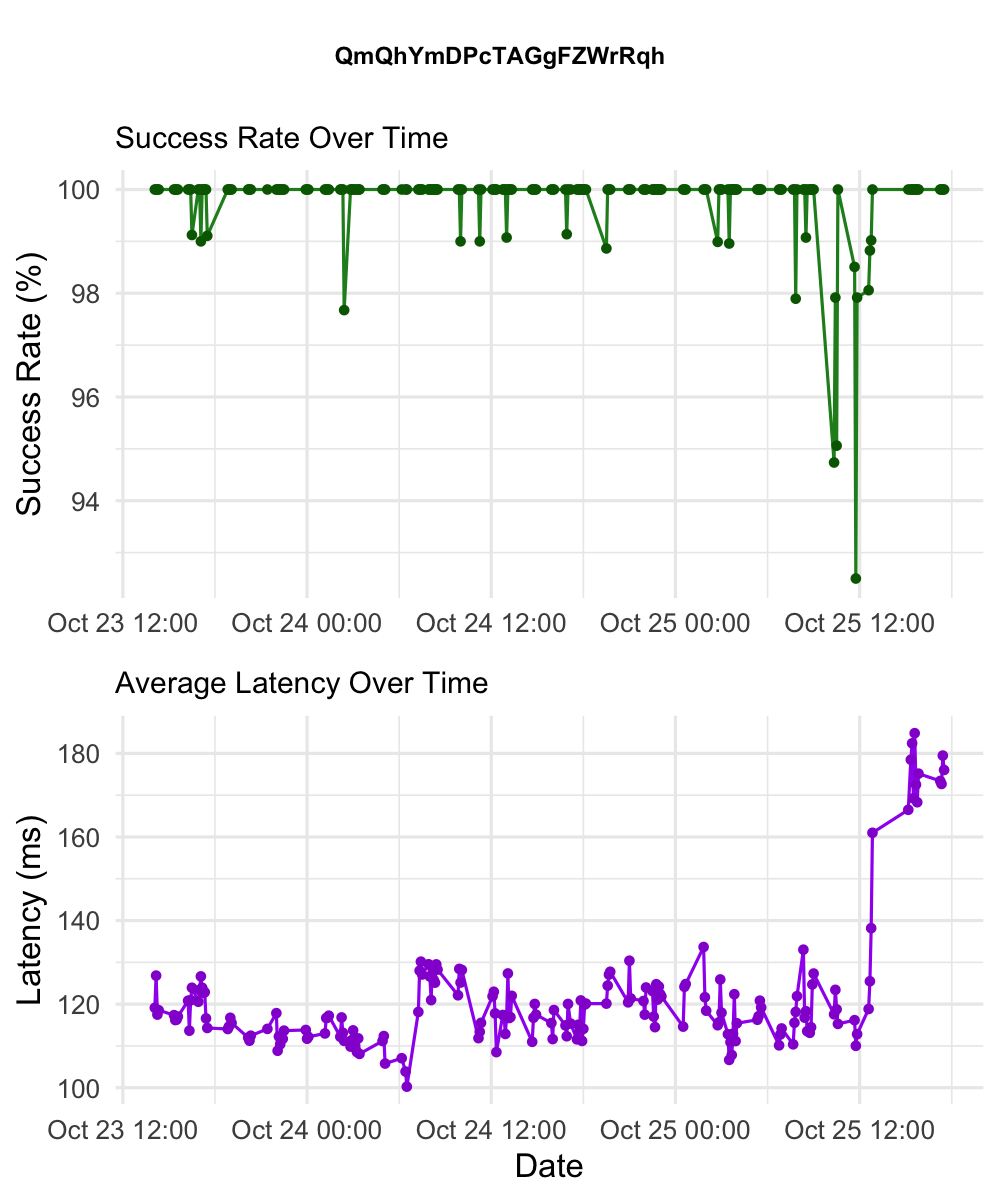 QmQhYmDPcTAGgFZWrRqh
Success Rate Over Time
Success Rate (%)
100
98
96
94
Oct 23 12:00 Oct 24 00:00 Oct 24 12:00 Oct 25 00:00 Oct 25 12:00
Average Latency Over Time
Latency (ms)
180
160
140
120
100
Oct 23 12:00 Oct 24 00:00 Oct 24 12:00 Oct 25 00:00 Oct 25 12:00
Date